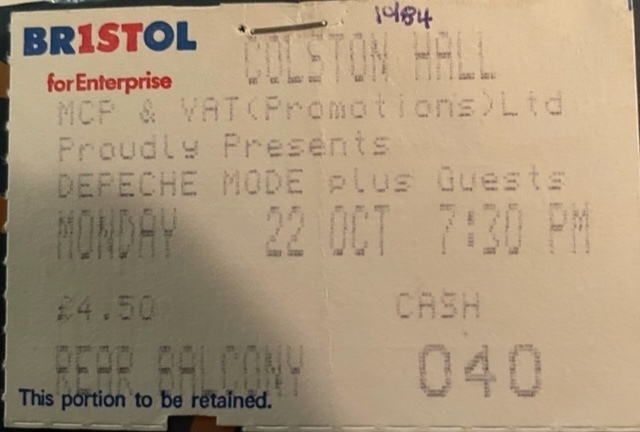 1984
BR1STOL
for Enterprise
COLSTON HALL
MCP & VAT(Promotions)Ltd
Proudly Presents
DEPECHE MODE plus Guests
MONDAY 22 OCT 7:30 PM
£4.50 CASH
REAR BALCONY 040
This portion to be retained.